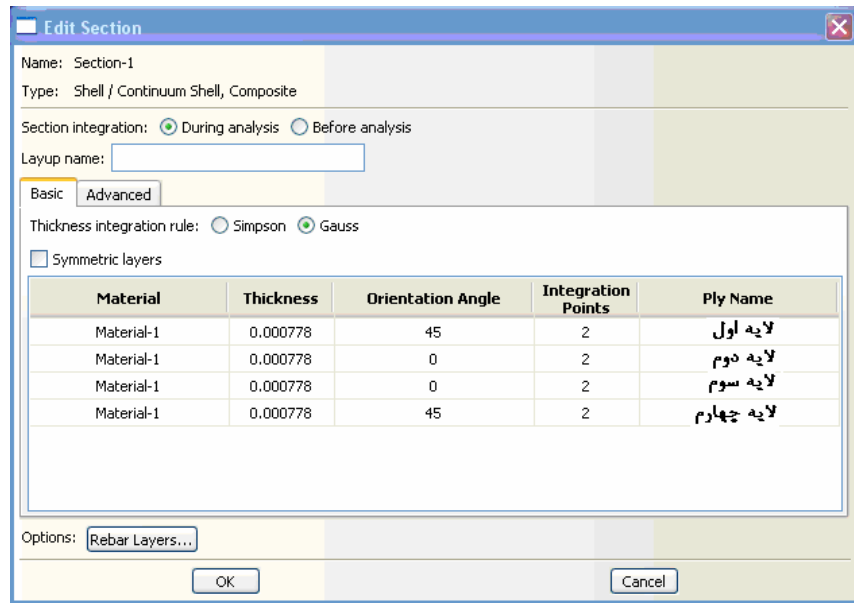 Edit Section
Name: Section-1
Type: Shell / Continuum Shell, Composite
Section integration: During analysis Before analysis
Layup name:
Basic Advanced
Thickness integration rule: Simpson Gauss
Symmetric layers
Material Thickness Orientation Angle Integration Points Ply Name
Material-1 0.000778 45 2 لایه اول
Material-1 0.000778 0 2 لایه دوم
Material-1 0.000778 0 2 لایه سوم
Material-1 0.000778 45 2 لایه چهارم
Options: Rebar Layers...
OK Cancel